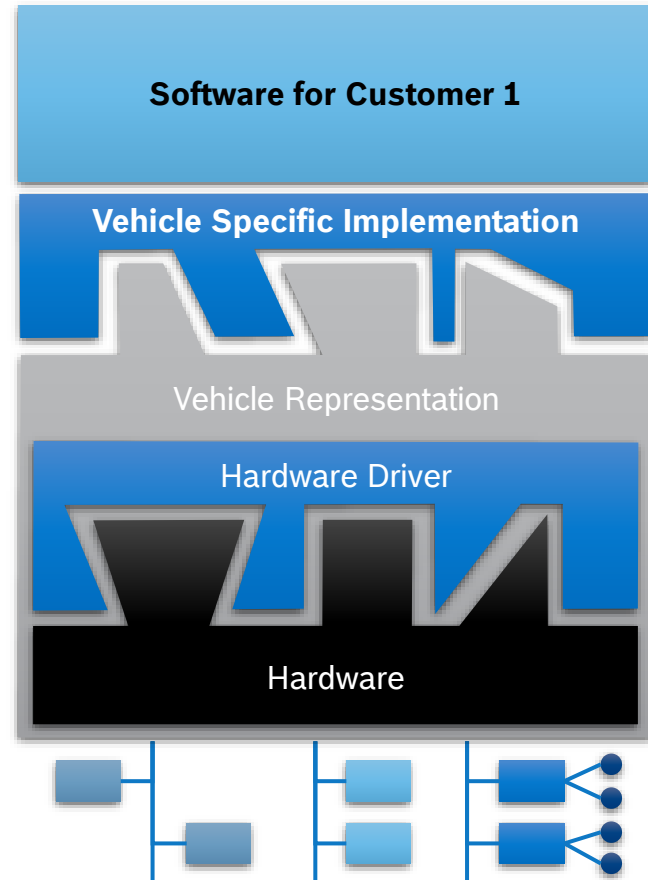 Software for Customer 1
Vehicle Specific Implementation
Vehicle Representation
Hardware Driver
Hardware